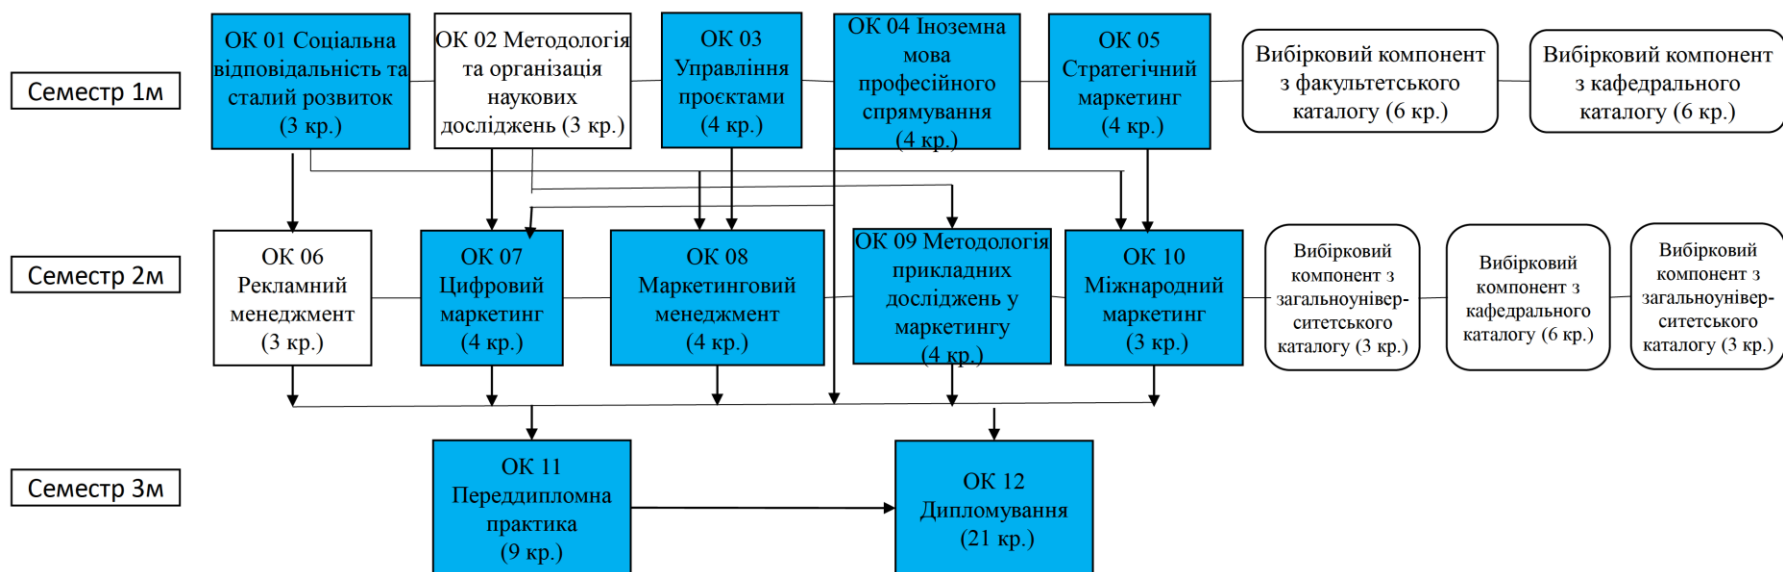 Семестр 1м
ОК 01 Соціальна
відповідальність та
сталий розвиток
(3 кр.)
ОК 02 Методологія
та організація
наукових
досліджень (3 кр.)
ОК 03
Управління
проєктами
(4 кр.)
ОК 04 Іноземна
мова
професійного
спрямування
(4 кр.)
ОК 05
Стратегічний
маркетинг
(4 кр.)
Вибірковий компонент
з факультетського
каталогу (6 кр.)
Вибірковий компонент
з кафедрального
каталогу (6 кр.)
Семестр 2м
ОК 06
Рекламний
менеджмент
(3 кр.)
ОК 07
Цифровий
маркетинг
(4 кр.)
ОК 08
Маркетинговий
менеджмент
(4 кр.)
ОК 09 Методологія
прикладних
досліджень у
маркетингу
(4 кр.)
ОК 10
Міжнародний
маркетинг
(3 кр.)
Вибірковий
компонент з
загальноунівер-
ситетського
каталогу (3 кр.)
Вибірковий
компонент з
кафедрального
каталогу (6 кр.)
Вибірковий
компонент з
загальноунівер-
ситетського
каталогу (3 кр.)
Семестр 3м
ОК 11
Переддипломна
практика
(9 кр.)
ОК 12
Дипломування
(21 кр.)